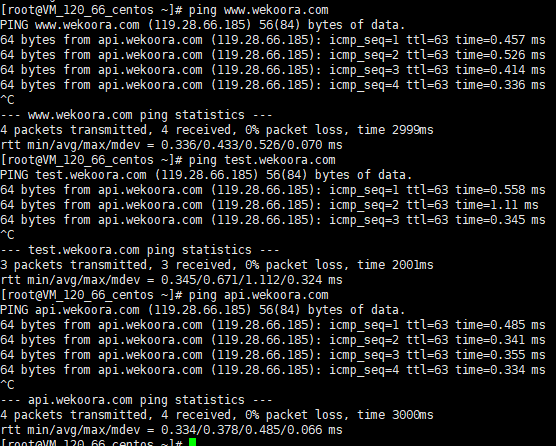 [root@VM_120_66_centos ~]# ping www.wekoora.com
PING www.wekoora.com (119.28.66.185) 56(84) bytes of data.
64 bytes from api.wekoora.com (119.28.66.185): icmp_seq=1 ttl=63 time=0.457 ms
64 bytes from api.wekoora.com (119.28.66.185): icmp_seq=2 ttl=63 time=0.526 ms
64 bytes from api.wekoora.com (119.28.66.185): icmp_seq=3 ttl=63 time=0.414 ms
64 bytes from api.wekoora.com (119.28.66.185): icmp_seq=4 ttl=63 time=0.336 ms
^C
--- www.wekoora.com ping statistics ---
4 packets transmitted, 4 received, 0% packet loss, time 2999ms
rtt min/avg/max/mdev = 0.336/0.433/0.526/0.070 ms
[root@VM_120_66_centos ~]# ping test.wekoora.com
PING test.wekoora.com (119.28.66.185) 56(84) bytes of data.
64 bytes from api.wekoora.com (119.28.66.185): icmp_seq=1 ttl=63 time=0.558 ms
64 bytes from api.wekoora.com (119.28.66.185): icmp_seq=2 ttl=63 time=1.11 ms
64 bytes from api.wekoora.com (119.28.66.185): icmp_seq=3 ttl=63 time=0.345 ms
^C
--- test.wekoora.com ping statistics ---
3 packets transmitted, 3 received, 0% packet loss, time 2001ms
rtt min/avg/max/mdev = 0.345/0.671/1.112/0.324 ms
[root@VM_120_66_centos ~]# ping api.wekoora.com
PING api.wekoora.com (119.28.66.185) 56(84) bytes of data.
64 bytes from api.wekoora.com (119.28.66.185): icmp_seq=1 ttl=63 time=0.485 ms
64 bytes from api.wekoora.com (119.28.66.185): icmp_seq=2 ttl=63 time=0.341 ms
64 bytes from api.wekoora.com (119.28.66.185): icmp_seq=3 ttl=63 time=0.355 ms
64 bytes from api.wekoora.com (119.28.66.185): icmp_seq=4 ttl=63 time=0.334 ms
^C
--- api.wekoora.com ping statistics ---
4 packets transmitted, 4 received, 0% packet loss, time 3000ms
rtt min/avg/max/mdev = 0.334/0.378/0.485/0.066 ms
[root@VM_120_66_centos ~]#